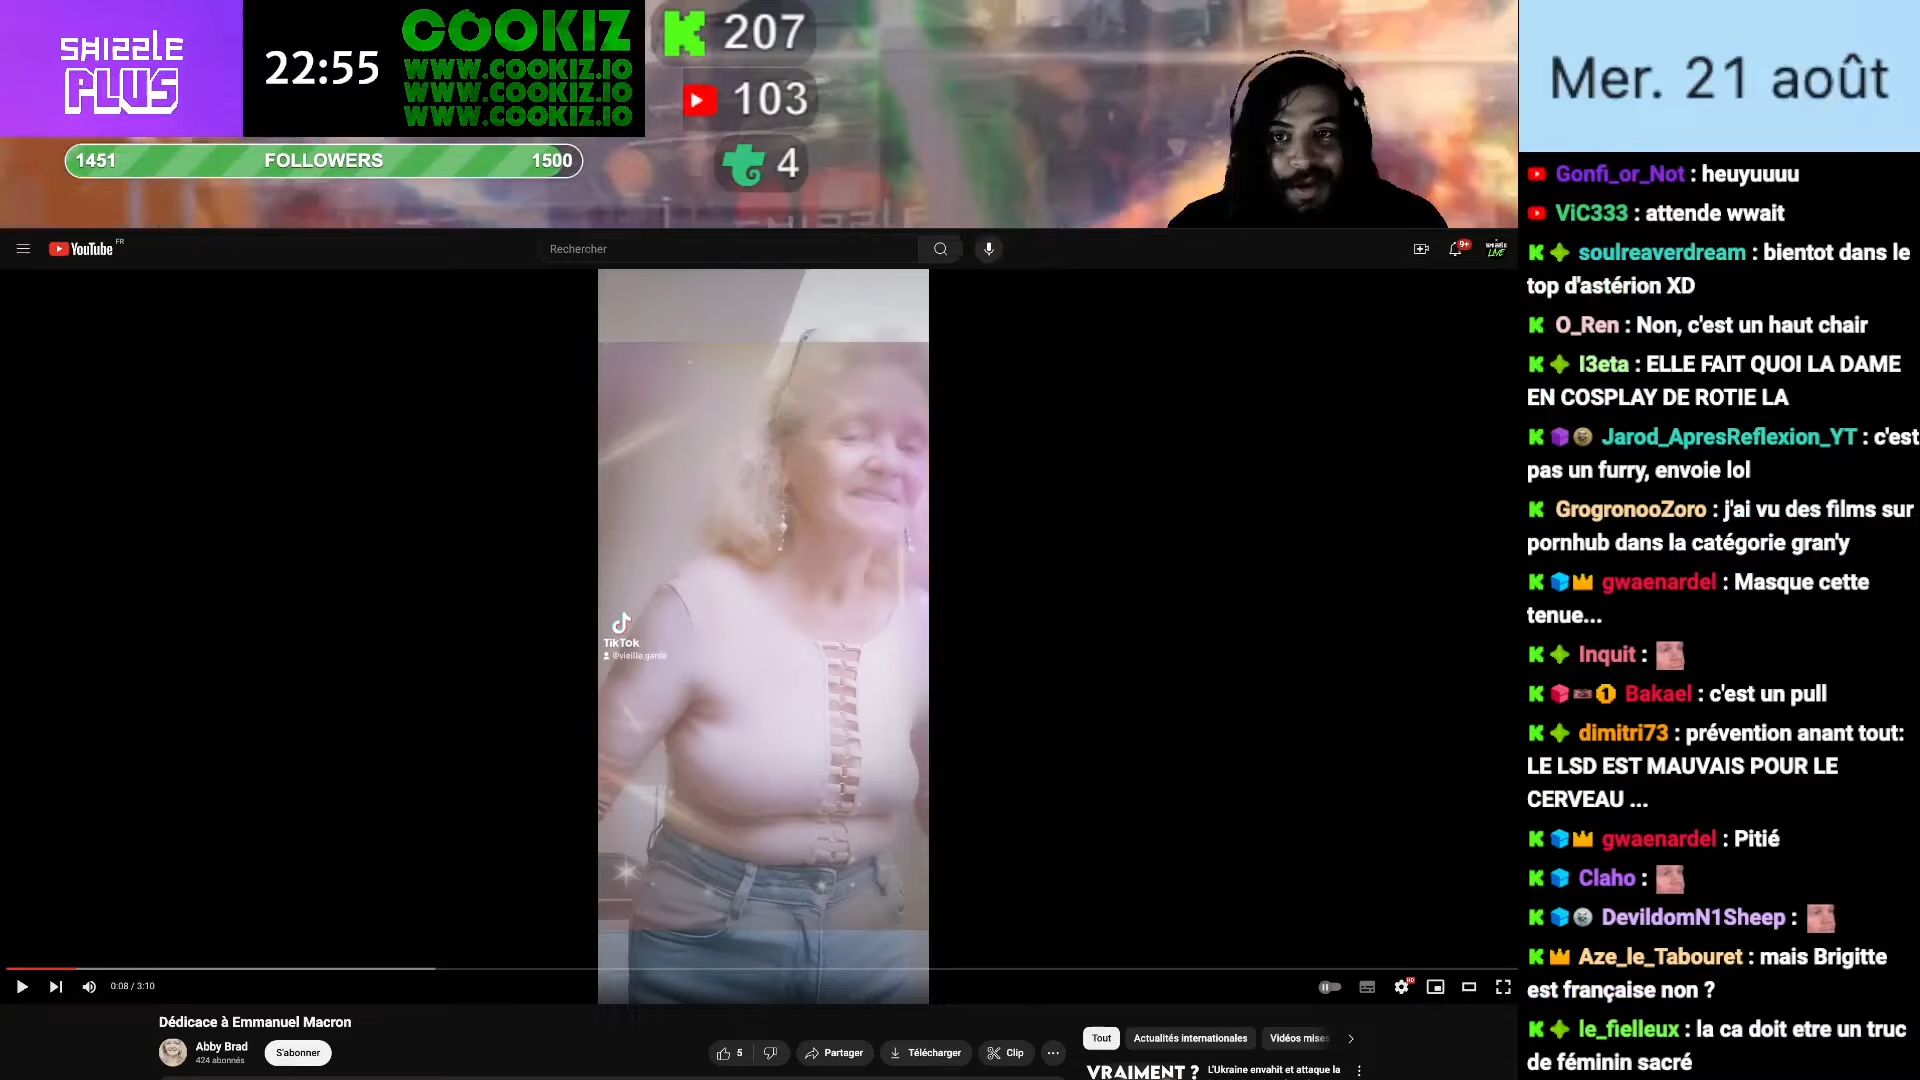 SHIZZLE
PLUS
22:55
COOKIZ
WWW.COOKIZ.IO
WWW.COOKIZ.IO
WWW.COOKIZ.IO
207
103
4
1451 FOLLOWERS 1500
Mer. 21 août
YouTube FR
Rechercher
9+
TikTok
@vieille.garde
0:08 / 3:10
Dédicace à Emmanuel Macron
Abby Brad
424 abonnés
S'abonner
5
Partager
Télécharger
Clip
Tout
Actualités internationales
Vidéos mises
VRAIMENT ?
L'Ukraine envahit et attaque la
Gonfi_or_Not : heuyuuuu
ViC333 : attende wwait
soulreaverdream : bientot dans le
top d'astérion XD
O_Ren : Non, c'est un haut chair
l3eta : ELLE FAIT QUOI LA DAME
EN COSPLAY DE ROTIE LA
Jarod_ApresReflexion_YT : c'est
pas un furry, envoie lol
GrogronooZoro : j'ai vu des films sur
pornhub dans la catégorie gran'y
gwaenardel : Masque cette
tenue...
Inquit :
Bakael : c'est un pull
dimitri73 : prévention anant tout:
LE LSD EST MAUVAIS POUR LE
CERVEAU ...
gwaenardel : Pitié
Claho :
DevildomN1Sheep :
Aze_le_Tabouret : mais Brigitte
est française non ?
le_fielleux : la ca doit etre un truc
de féminin sacré